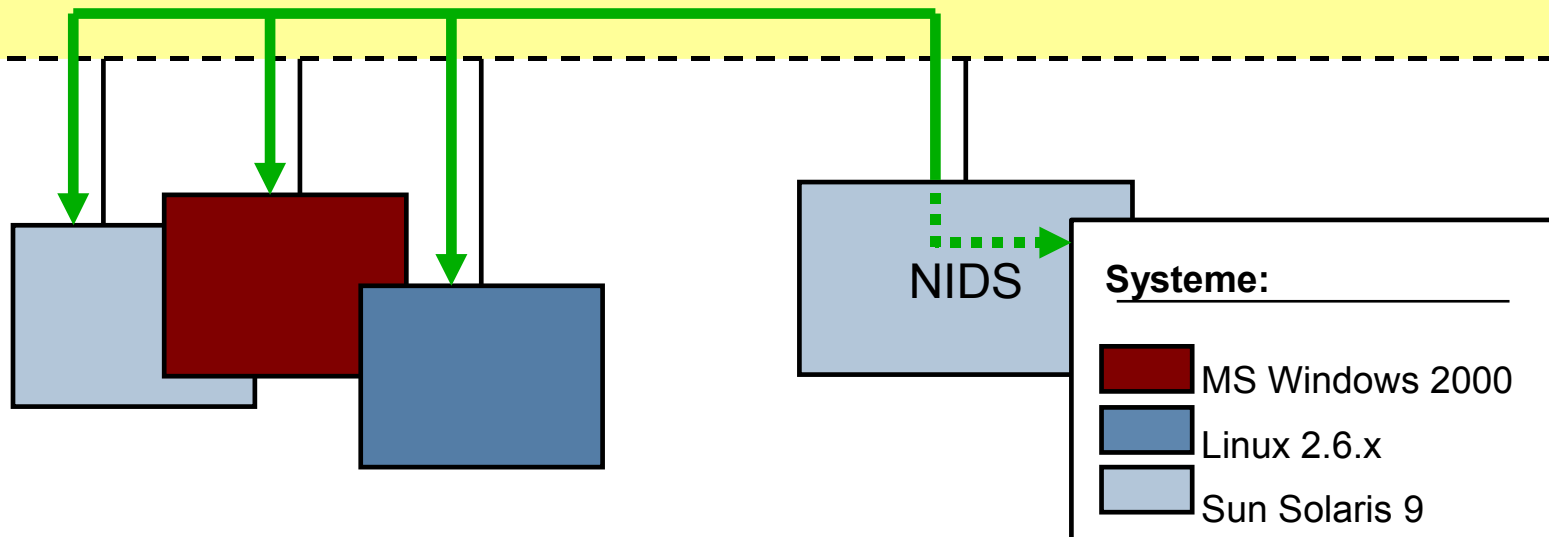 NIDS
Systeme:
MS Windows 2000
Linux 2.6.x
Sun Solaris 9